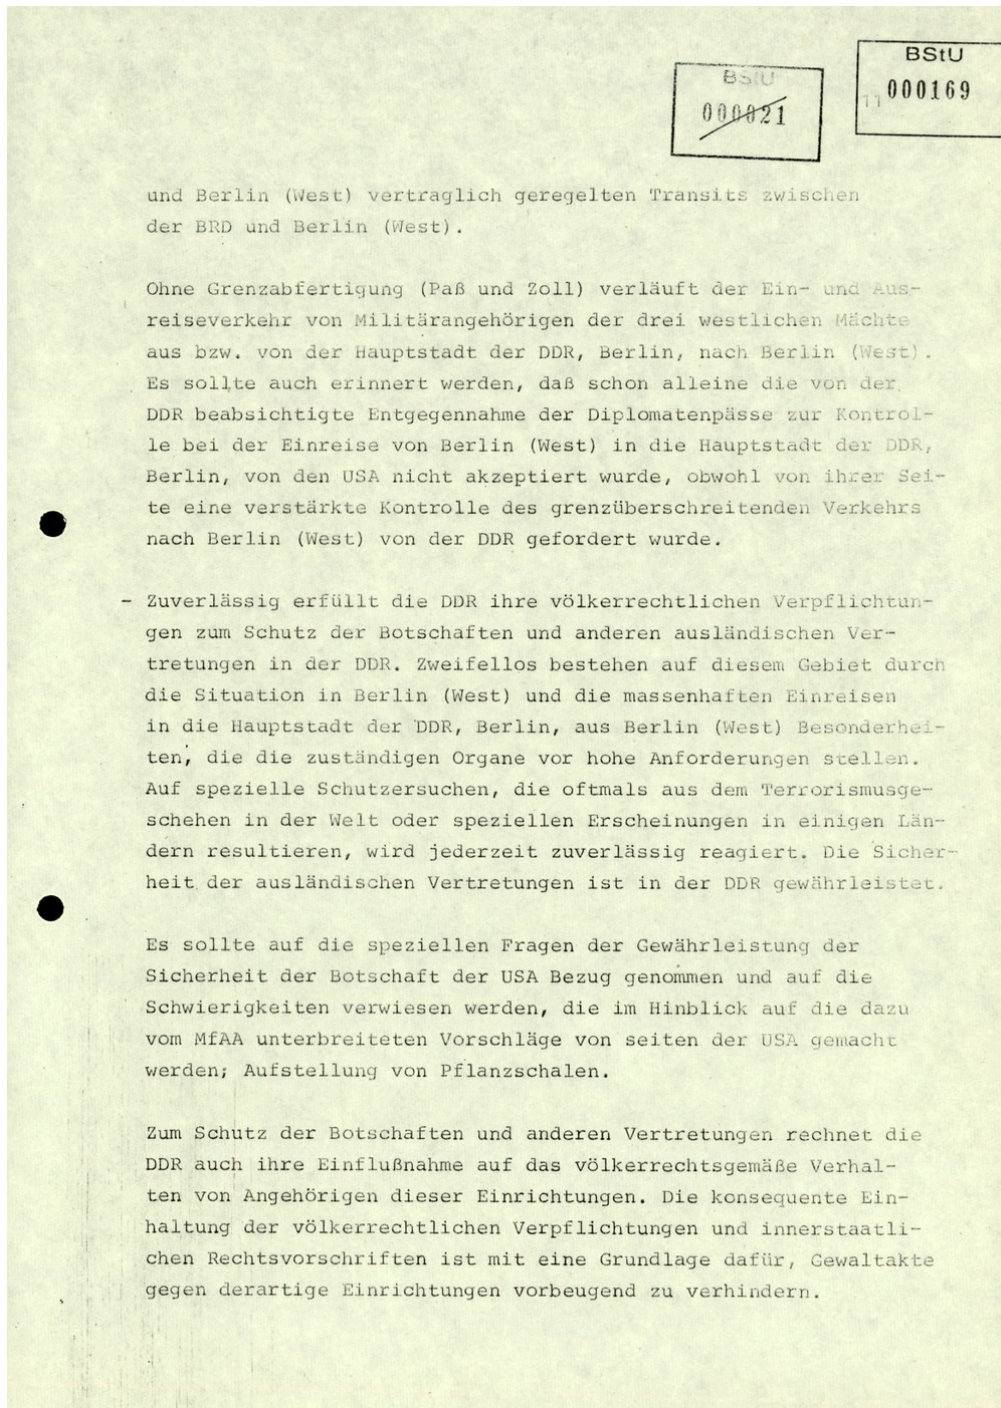 BStU
000021
BStU
11 000169
und Berlin (West) vertraglich geregelten Transits zwischen
der BRD und Berlin (West).
Ohne Grenzabfertigung (Paß und Zoll) verläuft der Ein- und Aus-
reiseverkehr von Militärangehörigen der drei westlichen Mächte
aus bzw. von der Hauptstadt der DDR, Berlin, nach Berlin (West).
Es sollte auch erinnert werden, daß schon alleine die von der
DDR beabsichtigte Entgegennahme der Diplomatenpässe zur Kontrol-
le bei der Einreise von Berlin (West) in die Hauptstadt der DDR,
Berlin, von den USA nicht akzeptiert wurde, obwohl von ihrer Sei-
te eine verstärkte Kontrolle des grenzüberschreitenden Verkehrs
nach Berlin (West) von der DDR gefordert wurde.
- Zuverlässig erfüllt die DDR ihre völkerrechtlichen Verpflichtun-
gen zum Schutz der Botschaften und anderen ausländischen Ver-
tretungen in der DDR. Zweifellos bestehen auf diesem Gebiet durch
die Situation in Berlin (West) und die massenhaften Einreisen
in die Hauptstadt der DDR, Berlin, aus Berlin (West) Besonderhei-
ten, die die zuständigen Organe vor hohe Anforderungen stellen.
Auf spezielle Schutzersuchen, die oftmals aus dem Terrorismusge-
schehen in der Welt oder speziellen Erscheinungen in einigen Län-
dern resultieren, wird jederzeit zuverlässig reagiert. Die Sicher-
heit der ausländischen Vertretungen ist in der DDR gewährleistet.
Es sollte auf die speziellen Fragen der Gewährleistung der
Sicherheit der Botschaft der USA Bezug genommen und auf die
Schwierigkeiten verwiesen werden, die im Hinblick auf die dazu
vom MfAA unterbreiteten Vorschläge von seiten der USA gemacht
werden; Aufstellung von Pflanzschalen.
Zum Schutz der Botschaften und anderen Vertretungen rechnet die
DDR auch ihre Einflußnahme auf das völkerrechtsgemäße Verhal-
ten von Angehörigen dieser Einrichtungen. Die konsequente Ein-
haltung der völkerrechtlichen Verpflichtungen und innerstaatli-
chen Rechtsvorschriften ist mit eine Grundlage dafür, Gewaltakte
gegen derartige Einrichtungen vorbeugend zu verhindern.